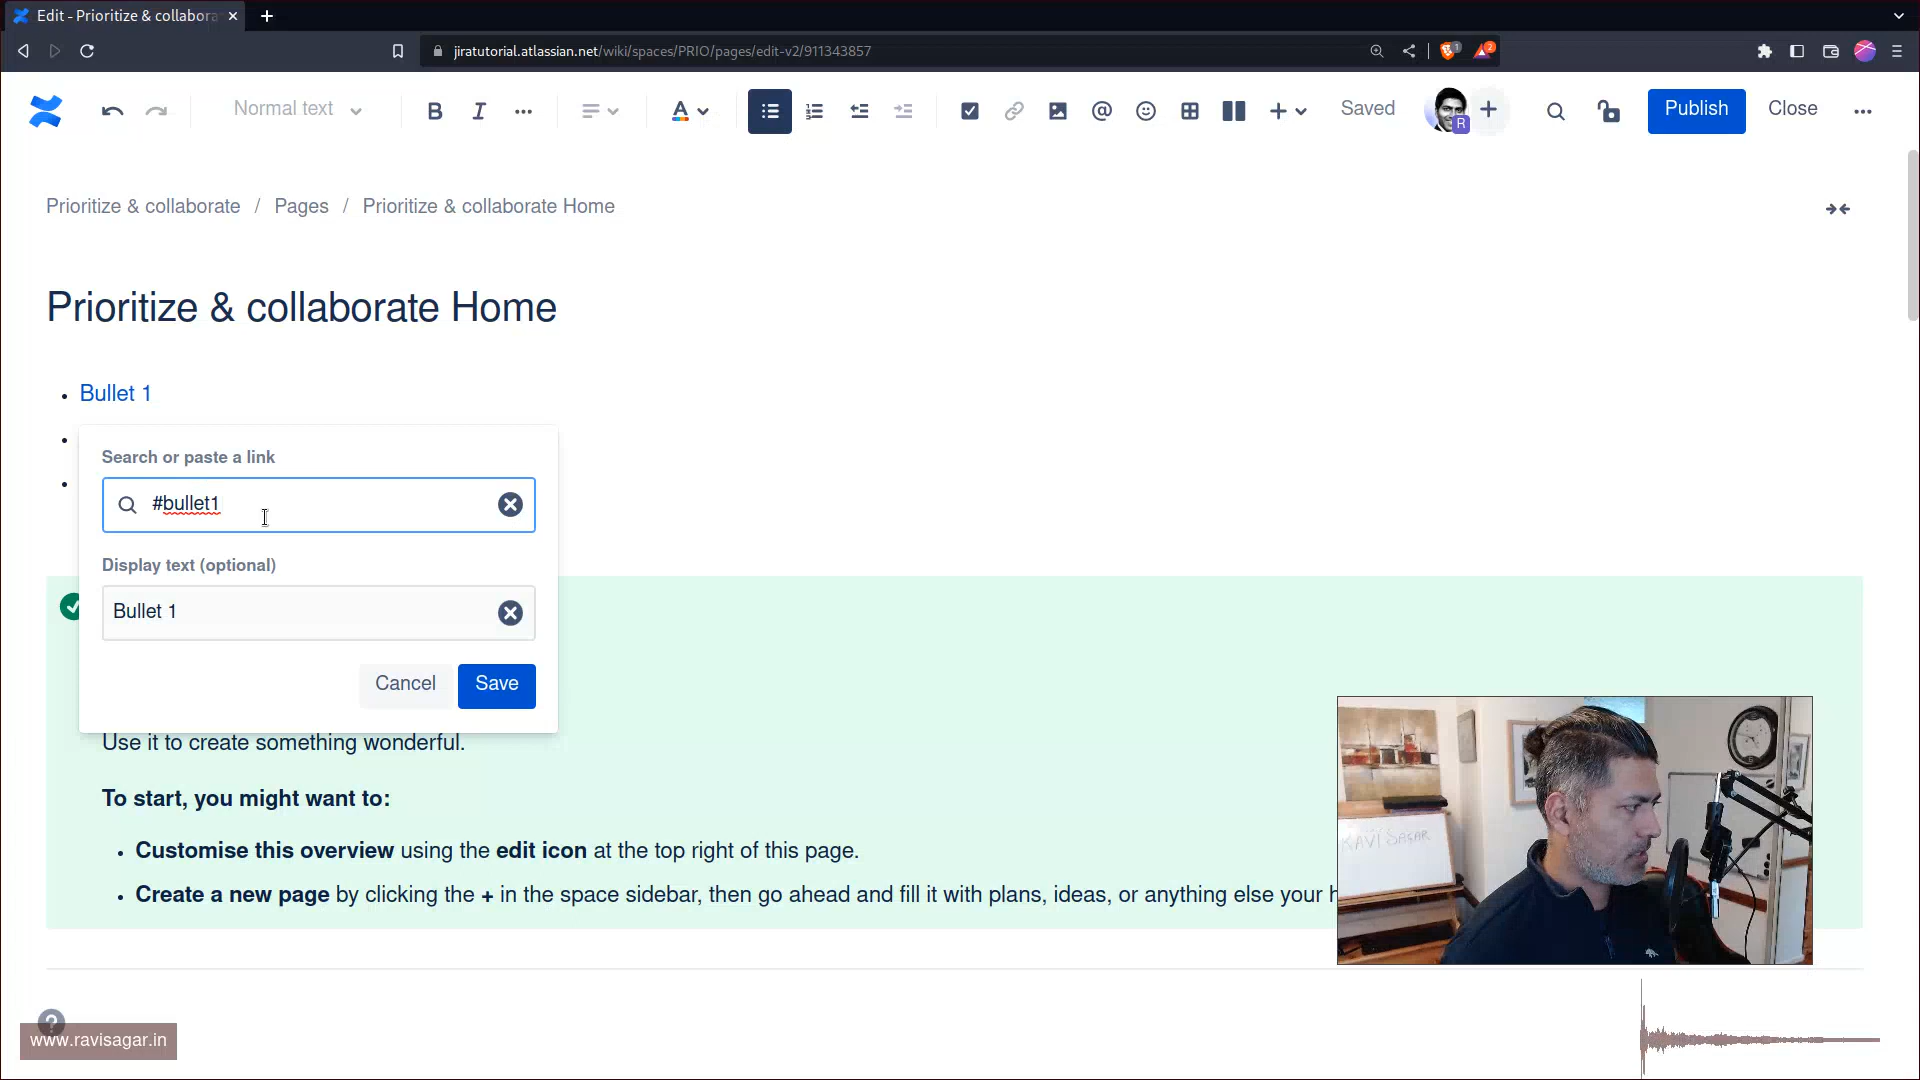 Edit - Prioritize & collabora
jiratutorial.atlassian.net/wiki/spaces/PRIO/pages/edit-v2/911343857
1
2
Normal text
B
I
A
@
Saved
R
Publish
Close
Prioritize & collaborate / Pages / Prioritize & collaborate Home
Prioritize & collaborate Home
• Bullet 1
Search or paste a link
#bullet1
Display text (optional)
Bullet 1
Cancel
Save
Use it to create something wonderful.
To start, you might want to:
• Customise this overview using the edit icon at the top right of this page.
• Create a new page by clicking the + in the space sidebar, then go ahead and fill it with plans, ideas, or anything else your h
RAVI SAGAR
?
www.ravisagar.in